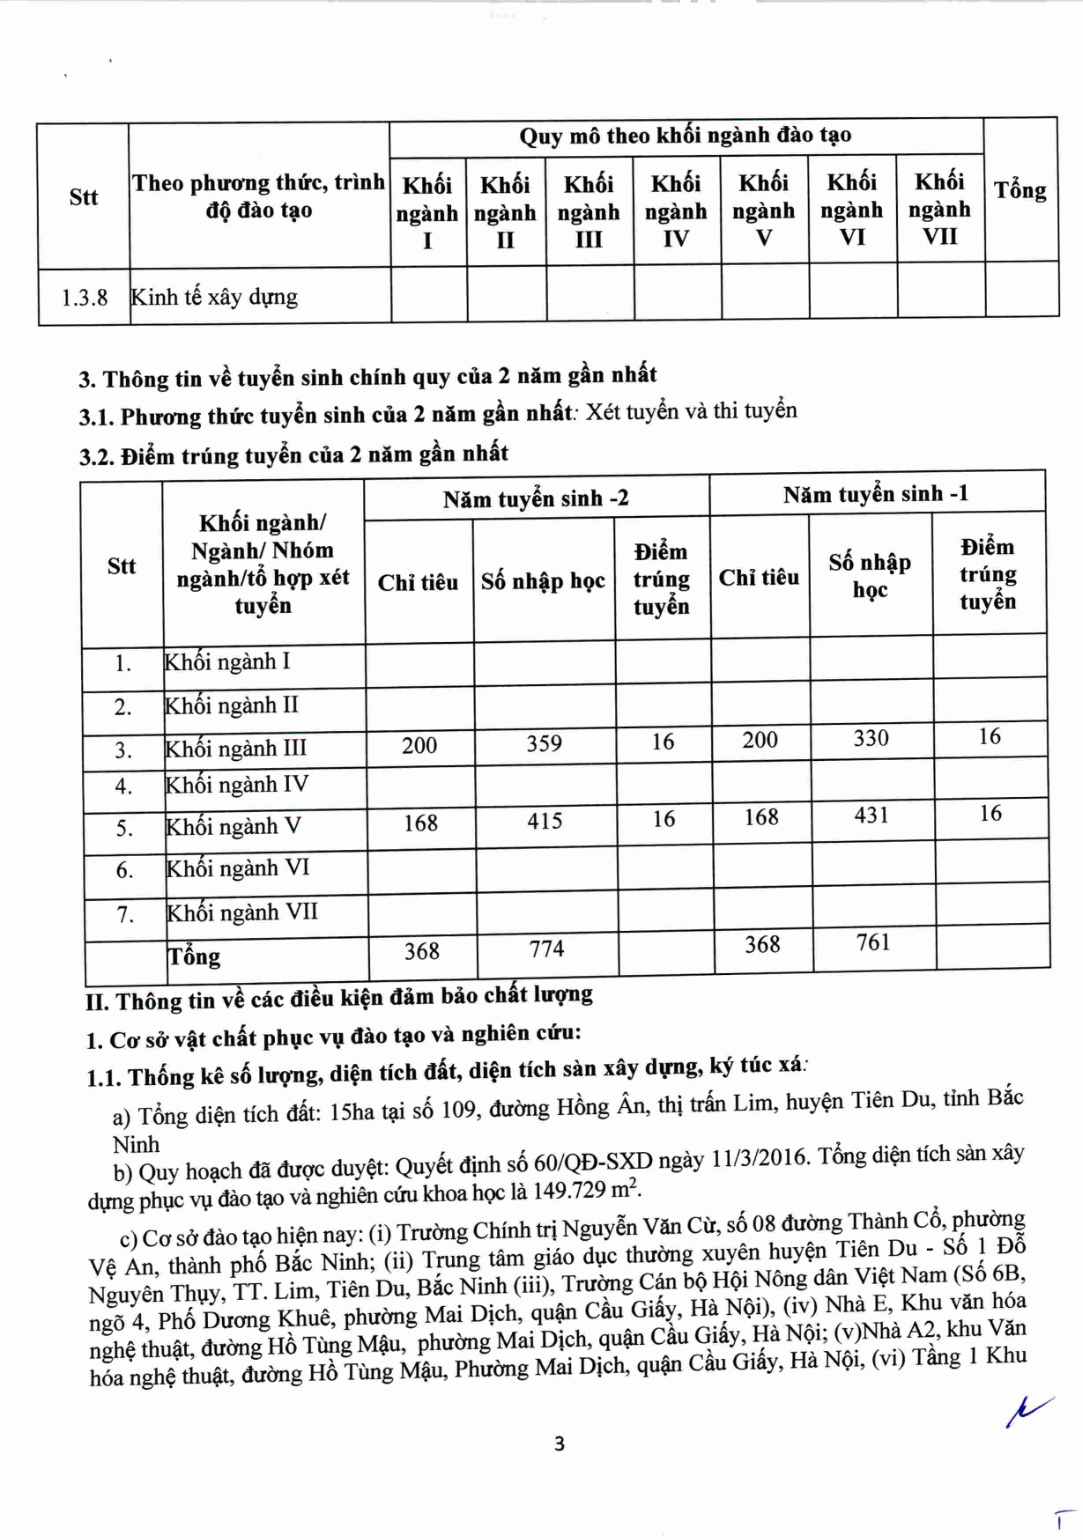 Stt
Theo phương thức, trình
độ đào tạo
Quy mô theo khối ngành đào tạo
Khối
ngành
I
Khối
ngành
II
Khối
ngành
III
Khối
ngành
IV
Khối
ngành
V
Khối
ngành
VI
Khối
ngành
VII
Tổng
1.3.8 Kinh tế xây dựng
3. Thông tin về tuyển sinh chính quy của 2 năm gần nhất
3.1. Phương thức tuyển sinh của 2 năm gần nhất: Xét tuyển và thi tuyển
3.2. Điểm trúng tuyển của 2 năm gần nhất
Stt
Khối ngành/
Ngành/ Nhóm
ngành/tổ hợp xét
tuyển
Năm tuyển sinh -2
Năm tuyển sinh -1
Chỉ tiêu
Số nhập học
Điểm
trúng
tuyển
Chỉ tiêu
Số nhập
học
Điểm
trúng
tuyển
1. Khối ngành I
2. Khối ngành II
3. Khối ngành III 200 359 16 200 330 16
4. Khối ngành IV
5. Khối ngành V 168 415 16 168 431 16
6. Khối ngành VI
7. Khối ngành VII
Tổng 368 774 368 761
II. Thông tin về các điều kiện đảm bảo chất lượng
1. Cơ sở vật chất phục vụ đào tạo và nghiên cứu:
1.1. Thống kê số lượng, diện tích đất, diện tích sàn xây dựng, ký túc xá:
a) Tổng diện tích đất: 15ha tại số 109, đường Hồng Ân, thị trấn Lim, huyện Tiên Du, tỉnh Bắc
Ninh
b) Quy hoạch đã được duyệt: Quyết định số 60/QĐ-SXD ngày 11/3/2016. Tổng diện tích sàn xây
dựng phục vụ đào tạo và nghiên cứu khoa học là 149.729 m².
c) Cơ sở đào tạo hiện nay: (i) Trường Chính trị Nguyễn Văn Cừ, số 08 đường Thành Cổ, phường
Vệ An, thành phố Bắc Ninh; (ii) Trung tâm giáo dục thường xuyên huyện Tiên Du - Số 1 Đỗ
Nguyên Thụy, TT. Lim, Tiên Du, Bắc Ninh (iii), Trường Cán bộ Hội Nông dân Việt Nam (Số 6B,
ngõ 4, Phố Dương Khuê, phường Mai Dịch, quận Cầu Giấy, Hà Nội), (iv) Nhà E, Khu văn hóa
nghệ thuật, đường Hồ Tùng Mậu, phường Mai Dịch, quận Cầu Giấy, Hà Nội; (v)Nhà A2, khu Văn
hóa nghệ thuật, đường Hồ Tùng Mậu, Phường Mai Dịch, quận Cầu Giấy, Hà Nội, (vi) Tầng 1 Khu
3